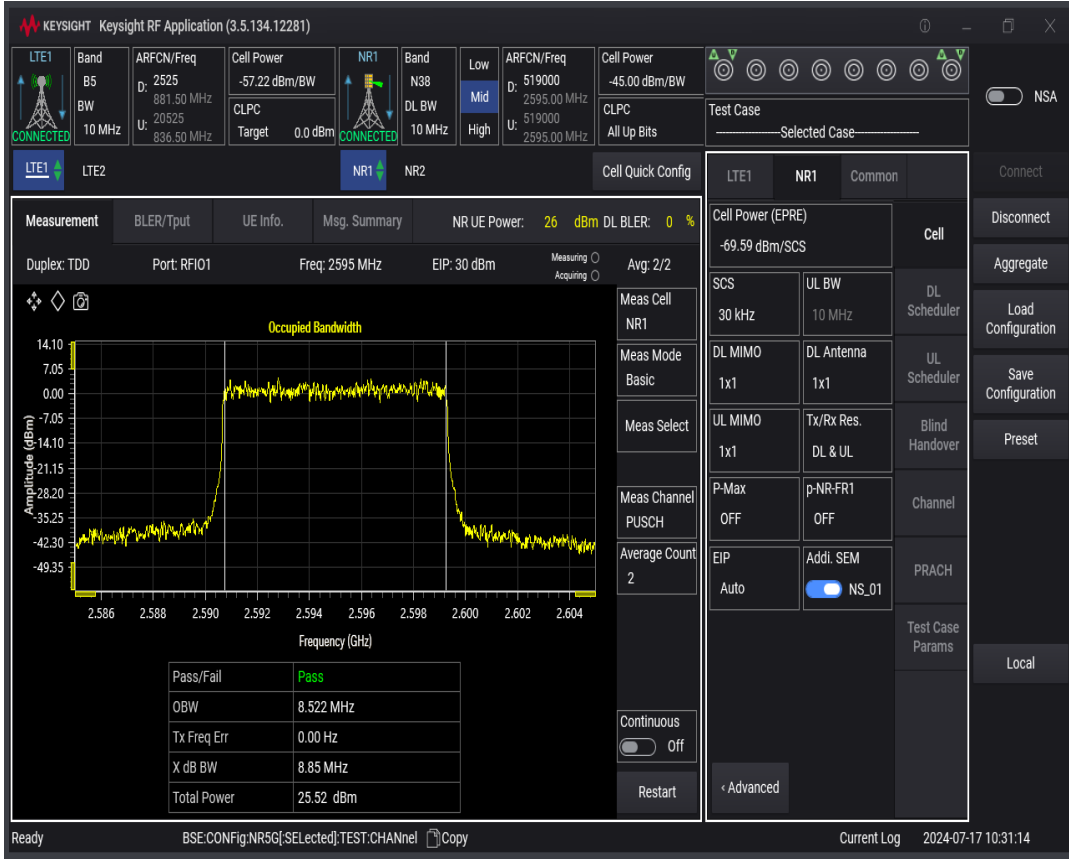 KEYSIGHT Keysight RF Application (3.5.134.12281)
LTE1
CONNECTED
Band
B5
BW
10 MHz
ARFCN/Freq
D: 2525
881.50 MHz
U: 20525
836.50 MHz
Cell Power
-57.22 dBm/BW
CLPC
Target 0.0 dBm
NR1
CONNECTED
Band
N38
DL BW
10 MHz
Low
Mid
High
ARFCN/Freq
D: 519000
2595.00 MHz
U: 519000
2595.00 MHz
Cell Power
-45.00 dBm/BW
CLPC
All Up Bits
A V A V
Test Case
----------------Selected Case----------------
NSA
LTE1 LTE2 NR1 NR2 Cell Quick Config
Measurement BLER/Tput UE Info. Msg. Summary NR UE Power: 26 dBm DL BLER: 0 %
Duplex: TDD Port: RFIO1 Freq: 2595 MHz EIP: 30 dBm Measuring Acquiring Avg: 2/2
Occupied Bandwidth
Amplitude (dBm)
14.10
7.05
0.00
-7.05
-14.10
-21.15
-28.20
-35.25
-42.30
-49.35
2.586 2.588 2.590 2.592 2.594 2.596 2.598 2.600 2.602 2.604
Frequency (GHz)
Pass/Fail Pass
OBW 8.522 MHz
Tx Freq Err 0.00 Hz
X dB BW 8.85 MHz
Total Power 25.52 dBm
Meas Cell
NR1
Meas Mode
Basic
Meas Select
Meas Channel
PUSCH
Average Count
2
Continuous
Off
Restart
LTE1 NR1 Common
Cell Power (EPRE)
-69.59 dBm/SCS
SCS
30 kHz
UL BW
10 MHz
DL MIMO
1x1
DL Antenna
1x1
UL MIMO
1x1
Tx/Rx Res.
DL & UL
P-Max
OFF
p-NR-FR1
OFF
EIP
Auto
Addi. SEM
NS_01
‹ Advanced
Cell
DL
Scheduler
UL
Scheduler
Blind
Handover
Channel
PRACH
Test Case
Params
Connect
Disconnect
Aggregate
Load
Configuration
Save
Configuration
Preset
Local
Ready BSE:CONFig:NR5G[:SELected]:TEST:CHANnel Copy Current Log 2024-07-17 10:31:14